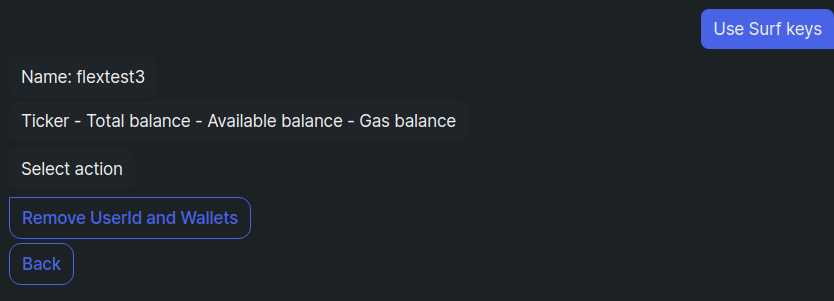 Use Surf keys
Name: flextest3
Ticker - Total balance - Available balance - Gas balance
Select action
Remove UserId and Wallets
Back